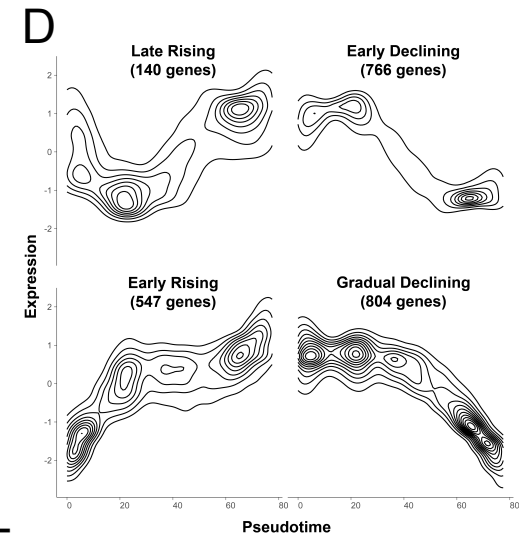 D
Late Rising
(140 genes)
Early Declining
(766 genes)
2
1
0
-1
-2
Early Rising
(547 genes)
Gradual Declining
(804 genes)
2
1
0
-1
-2
Expression
0 20 40 60 80 0 20 40 60 80
Pseudotime